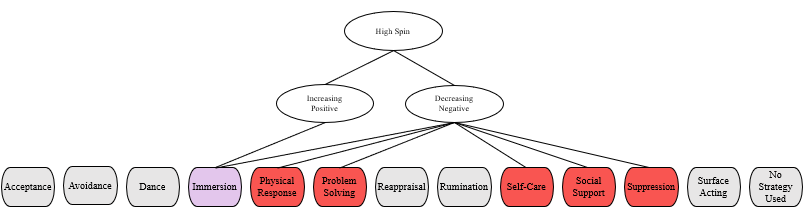 High Spin
Increasing
Positive
Decreasing
Negative
Acceptance
Avoidance
Dance
Immersion
Physical
Response
Problem
Solving
Reappraisal
Rumination
Self-Care
Social
Support
Suppression
Surface
Acting
No
Strategy
Used